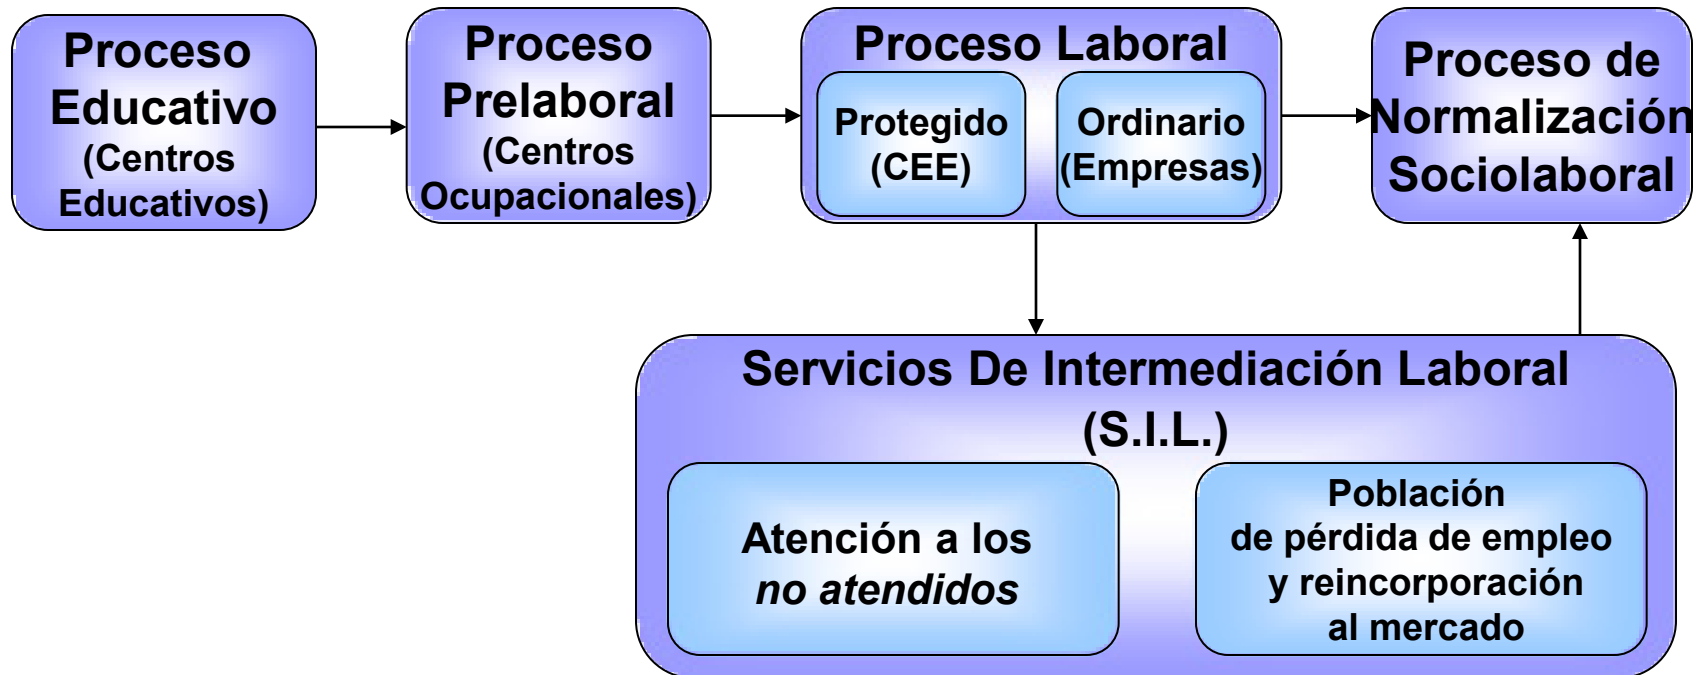 Proceso
Educativo
(Centros
Educativos)
Proceso
Prelaboral
(Centros
Ocupacionales)
Proceso Laboral
Protegido
(CEE)
Ordinario
(Empresas)
Proceso de
Normalización
Sociolaboral
Servicios De Intermediación Laboral
(S.I.L.)
Atención a los
no atendidos
Población
de pérdida de empleo
y reincorporación
al mercado